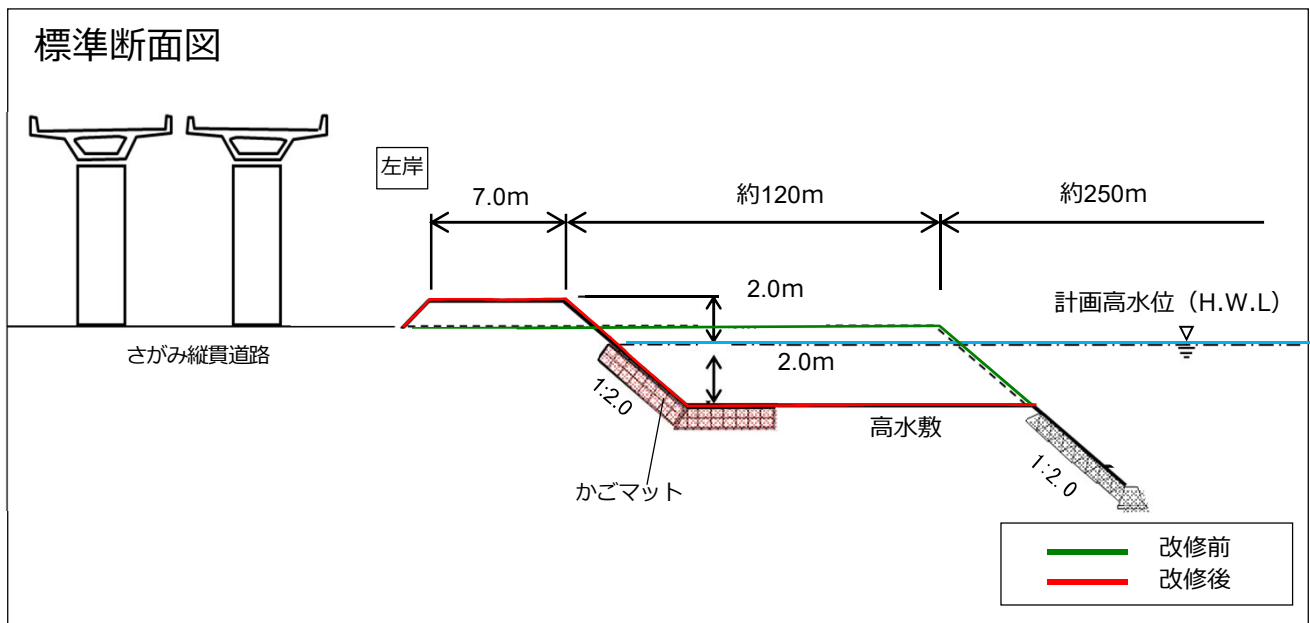 標準断面図
左岸
7.0m
約120m
約250m
2.0m
計画高水位（H.W.L）
さがみ縦貫道路
2.0m
1:2.0
高水敷
かごマット
1:2.0
改修前
改修後